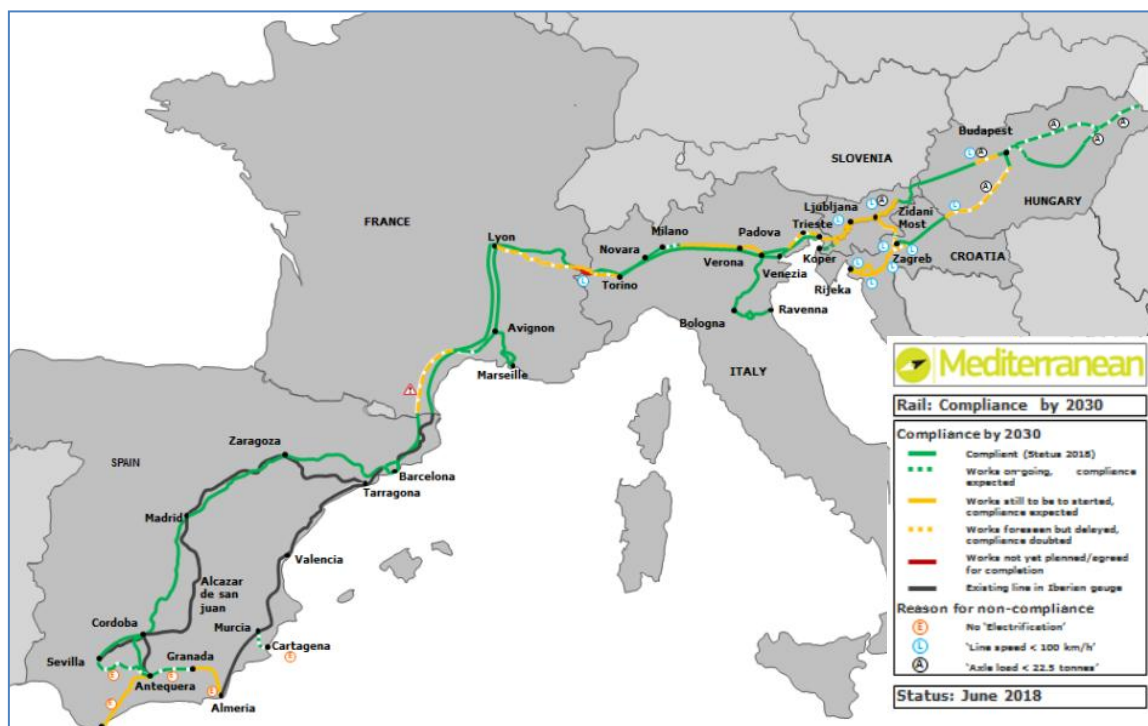 SLOVENIA
Budapest
HUNGARY
FRANCE
Ljubljana
Zidani
Most
Trieste
Padova
Milano
Novara
Lyon
Verona
Venezia
Koper
Zagreb
CROATIA
Torino
Rijeka
Bologna
Ravenna
Avignon
Marseille
ITALY
SPAIN
Zaragoza
Barcelona
Tarragona
Madrid
Valencia
Alcazar
de san
juan
Cordoba
Murcia
Cartagena
Sevilla
Granada
Antequera
Almeria
Mediterranean
Rail: Compliance by 2030
Compliance by 2030
Compliant (Status 2018)
Works on-going, compliance
expected
Works still to be to started,
compliance expected
Works foreseen but delayed,
compliance doubted
Works not yet planned/agreed
for completion
Existing line in Iberian gauge
Reason for non-compliance
E No 'Electrification'
L 'Line speed < 100 km/h'
A 'Axle load < 22.5 tonnes'
Status: June 2018